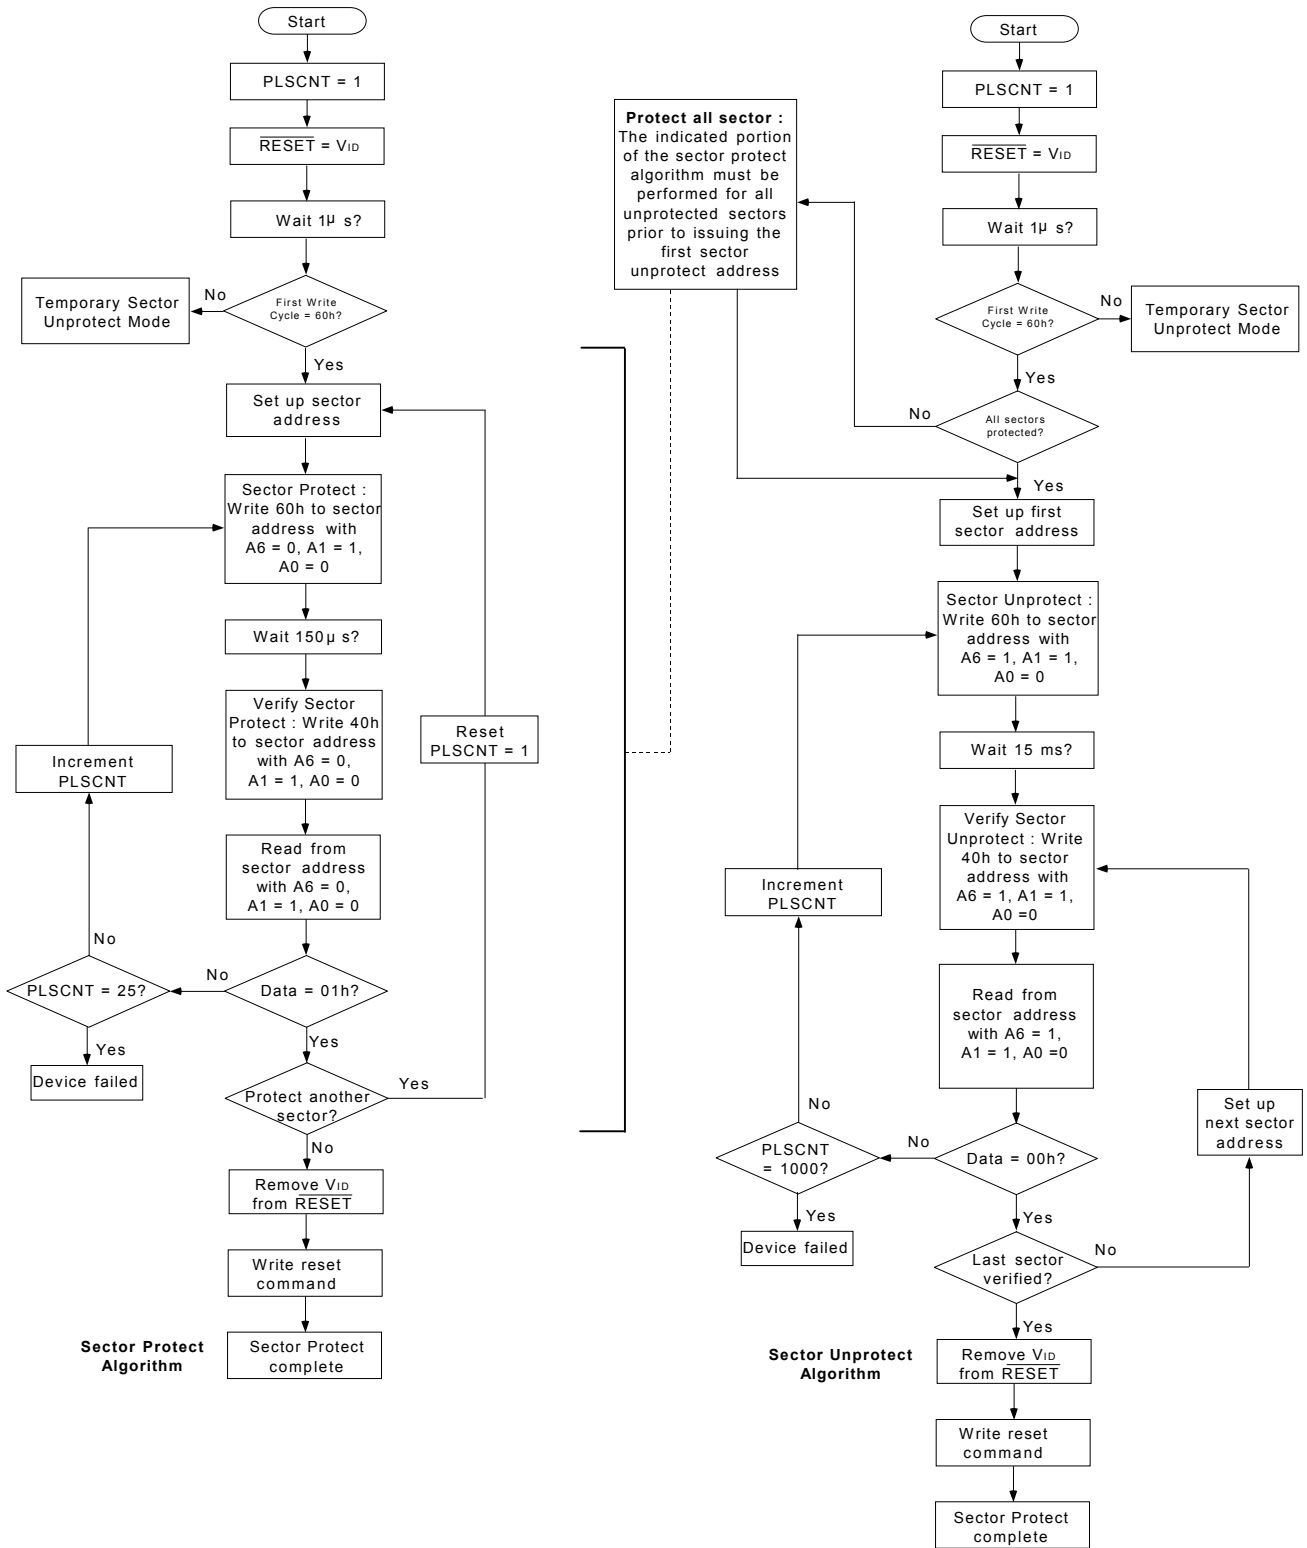 Start
PLSCNT = 1
RESET = VID
Wait 1μ s?
First Write
Cycle = 60h?
No
Temporary Sector
Unprotect Mode
Yes
Set up sector
address
Sector Protect :
Write 60h to sector
address with
A6 = 0, A1 = 1,
A0 = 0
Wait 150μ s?
Verify Sector
Protect : Write 40h
to sector address
with A6 = 0,
A1 = 1, A0 = 0
Reset
PLSCNT = 1
Increment
PLSCNT
Read from
sector address
with A6 = 0,
A1 = 1, A0 = 0
No
PLSCNT = 25?
No
Data = 01h?
Yes
Device failed
Yes
Protect another
sector?
Yes
No
Remove VID
from RESET
Write reset
command
Sector Protect
complete
Sector Protect
Algorithm
Protect all sector :
The indicated portion
of the sector protect
algorithm must be
performed for all
unprotected sectors
prior to issuing the
first sector
unprotect address
Start
PLSCNT = 1
RESET = VID
Wait 1μ s?
First Write
Cycle = 60h?
No
Temporary Sector
Unprotect Mode
Yes
No
All sectors
protected?
Yes
Set up first
sector address
Sector Unprotect :
Write 60h to sector
address with
A6 = 1, A1 = 1,
A0 = 0
Wait 15 ms?
Verify Sector
Unprotect : Write
40h to sector
address with
A6 = 1, A1 = 1,
A0 =0
Increment
PLSCNT
Read from
sector address
with A6 = 1,
A1 = 1, A0 =0
No
PLSCNT
= 1000?
No
Data = 00h?
Set up
next sector
address
Yes
Device failed
Yes
Last sector
verified?
No
Yes
Sector Unprotect
Algorithm
Remove VID
from RESET
Write reset
command
Sector Protect
complete